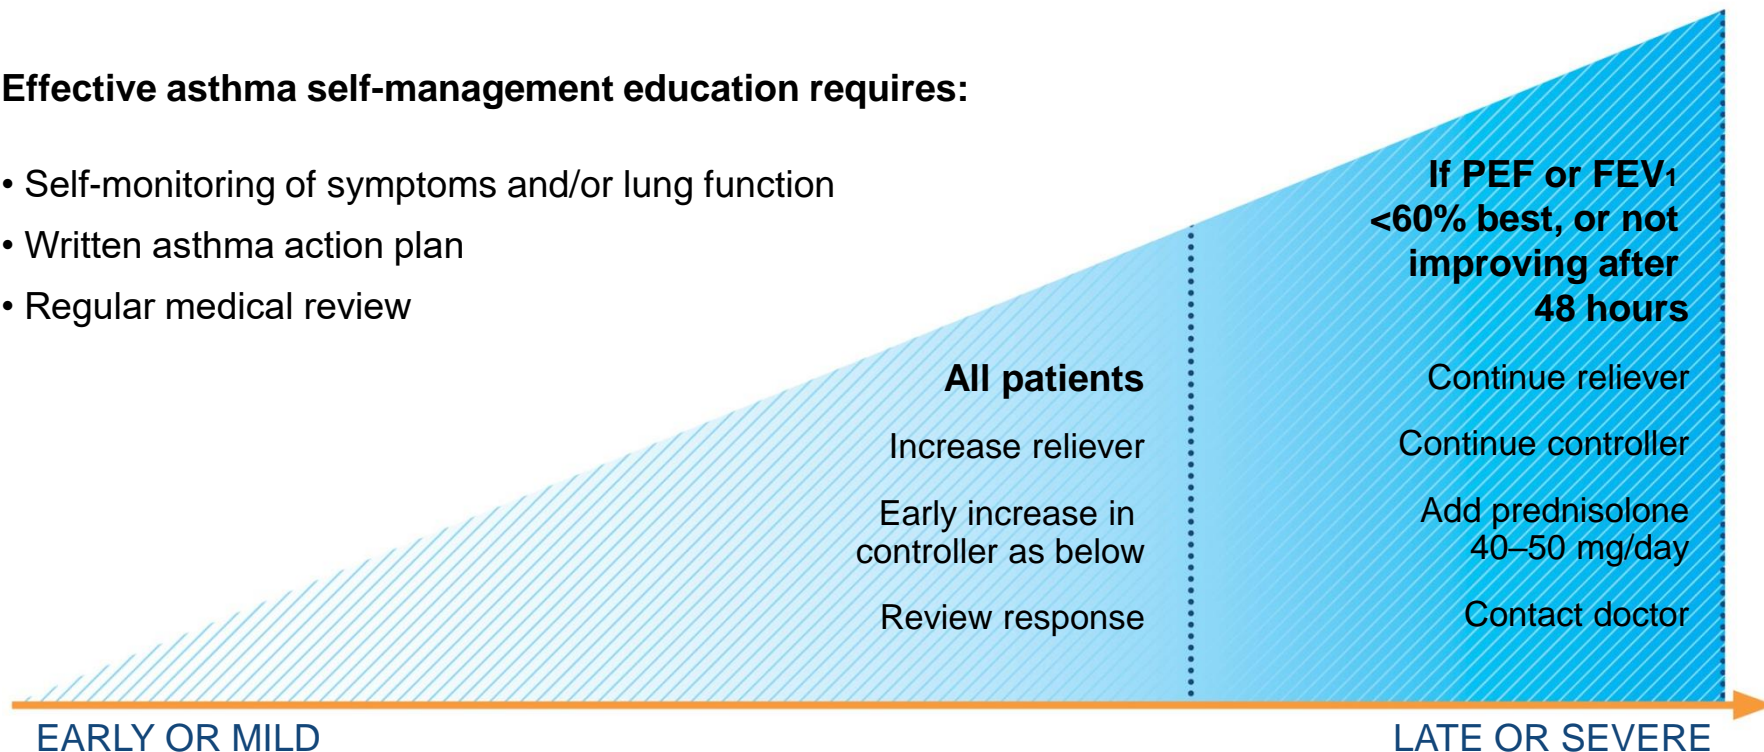 Effective asthma self-management education requires:
• Self-monitoring of symptoms and/or lung function
• Written asthma action plan
• Regular medical review
All patients
Increase reliever
Early increase in
controller as below
Review response
If PEF or FEV1
<60% best, or not
improving after
48 hours
Continue reliever
Continue controller
Add prednisolone
40–50 mg/day
Contact doctor
EARLY OR MILD
LATE OR SEVERE